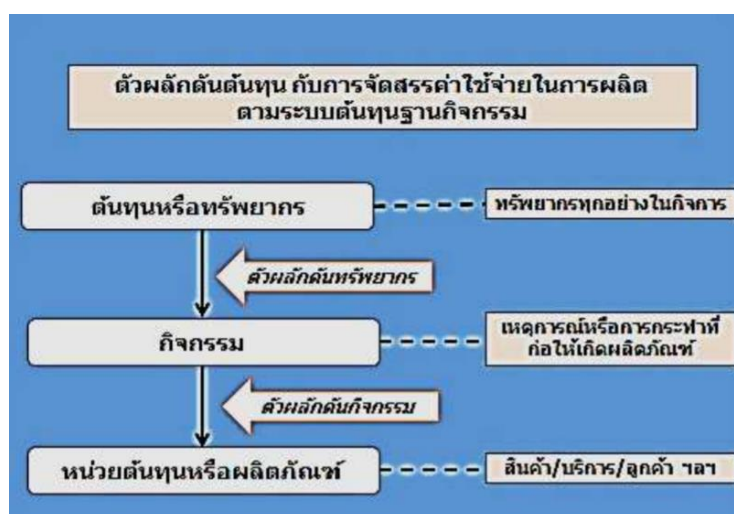 ตัวผลักดันต้นทุน กับการจัดสรรค่าใช้จ่ายในการผลิต
ตามระบบต้นทุนฐานกิจกรรม
ต้นทุนหรือทรัพยากร
ทรัพยากรทุกอย่างในกิจการ
ตัวผลักดันทรัพยากร
กิจกรรม
เหตุการณ์หรือการกระทำที่
ก่อให้เกิดผลิตภัณฑ์
ตัวผลักดันกิจกรรม
หน่วยต้นทุนหรือผลิตภัณฑ์
สินค้า/บริการ/ลูกค้า ฯลฯ